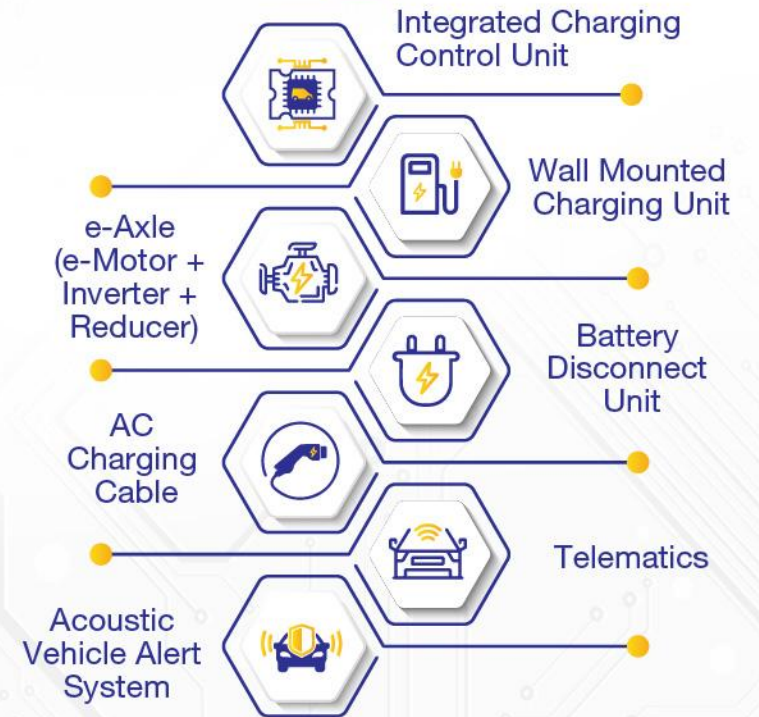 Integrated Charging
Control Unit
Wall Mounted
Charging Unit
e-Axle
(e-Motor +
Inverter +
Reducer)
Battery
Disconnect
Unit
AC
Charging
Cable
Telematics
Acoustic
Vehicle Alert
System